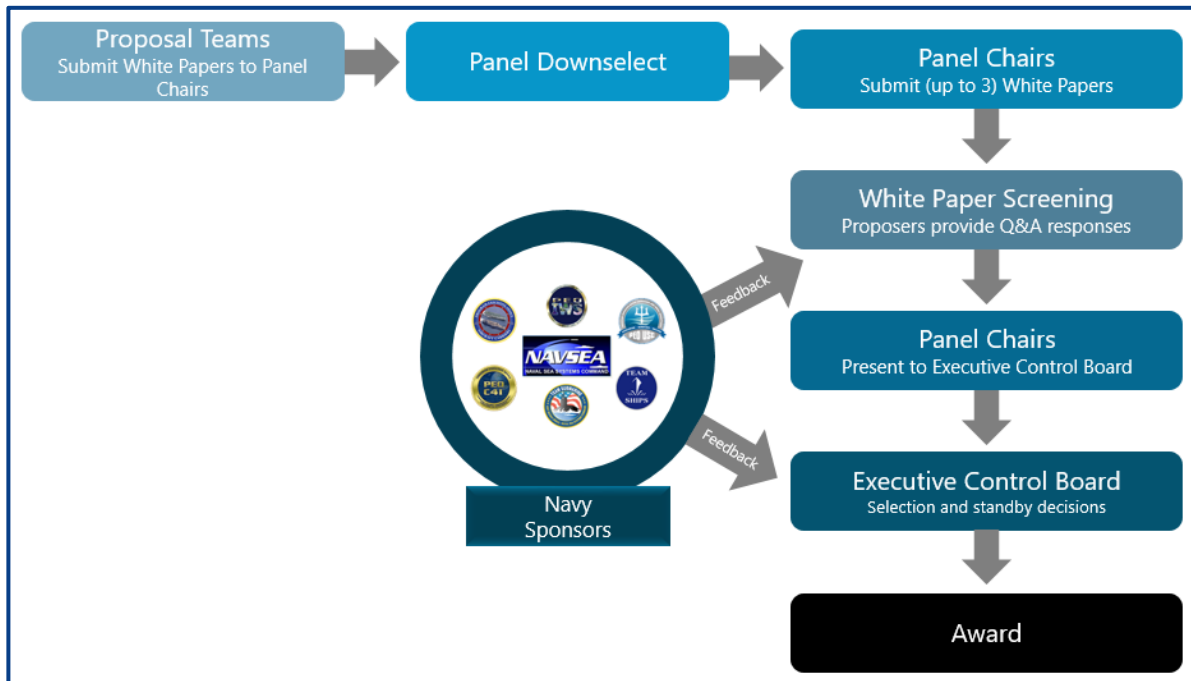 Proposal Teams
Submit White Papers to Panel
Chairs
Panel Downselect
Panel Chairs
Submit (up to 3) White Papers
White Paper Screening
Proposers provide Q&A responses
Feedback
PEO
IWS
NAVSEA
NAVAL SEA SYSTEMS COMMAND
PEO
C4I
TEAM
SHIPS
Panel Chairs
Present to Executive Control Board
Feedback
Executive Control Board
Selection and standby decisions
Navy
Sponsors
Award